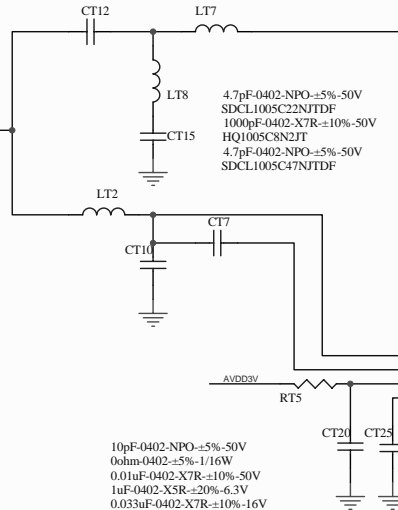 CT12
LT7
LT8
CT15
4.7pF-0402-NPO-±5%-50V
SDCL1005C22NJTDF
1000pF-0402-X7R-±10%-50V
HQ1005C8N2JT
4.7pF-0402-NPO-±5%-50V
SDCL1005C47NJTDF
LT2
CT7
CT10
AVDD3V
RT5
CT20
CT25
10pF-0402-NPO-±5%-50V
0ohm-0402-±5%-1/16W
0.01uF-0402-X7R-±10%-50V
1uF-0402-X5R-±20%-6.3V
0.033uF-0402-X7R-±10%-16V